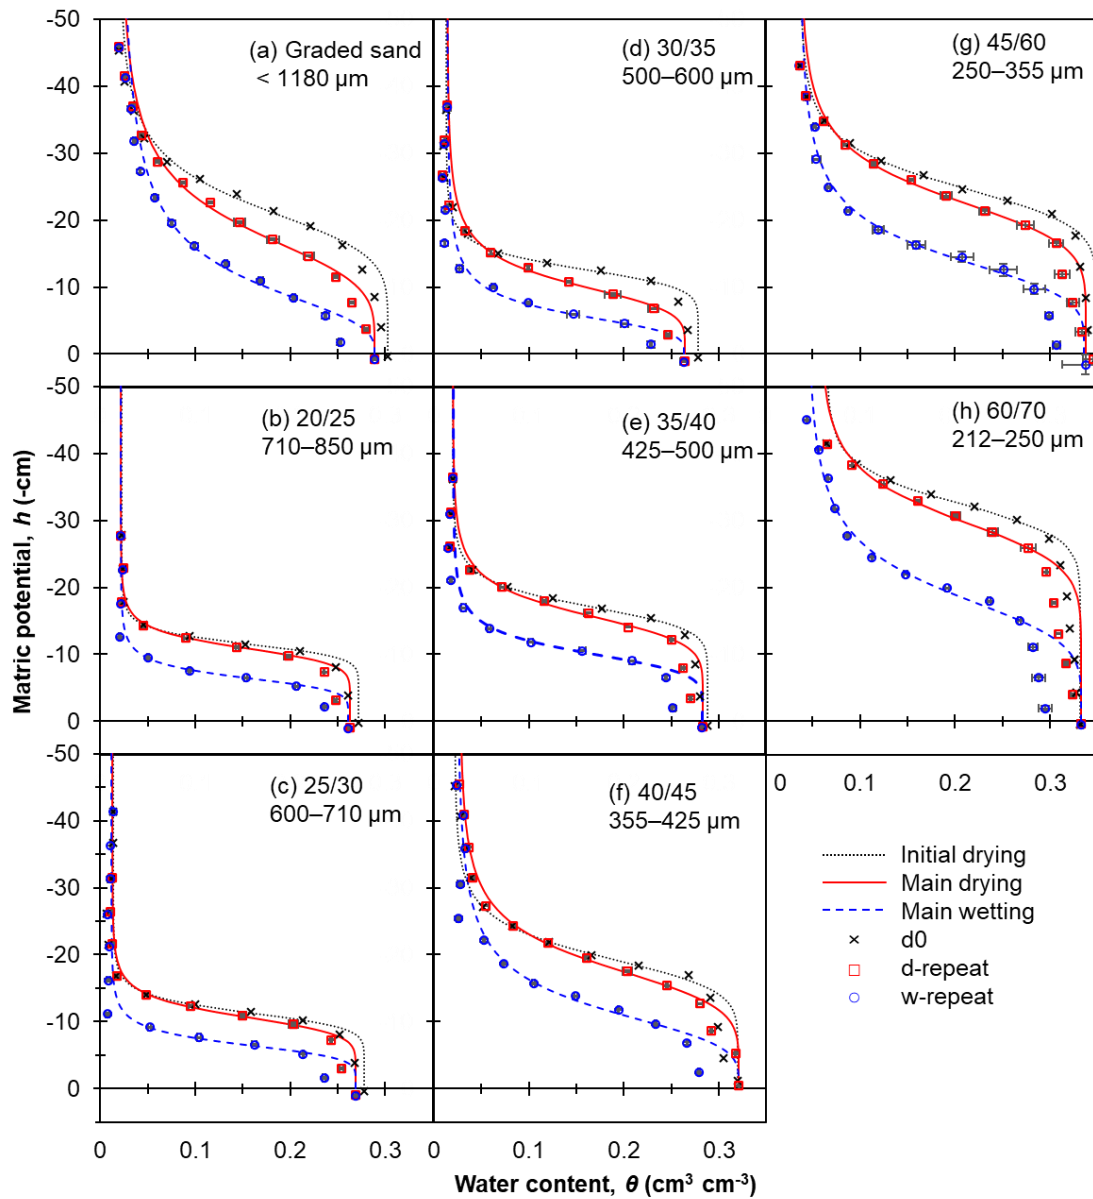 -50
-40
-30
-20
-10
0
(a) Graded sand
< 1180 µm
(d) 30/35
500–600 µm
(g) 45/60
250–355 µm
-50
-40
-30
-20
-10
0
(b) 20/25
710–850 µm
(e) 35/40
425–500 µm
(h) 60/70
212–250 µm
0 0.1 0.2 0.3
-50
-40
-30
-20
-10
0
(c) 25/30
600–710 µm
(f) 40/45
355–425 µm
Initial drying
Main drying
Main wetting
d0
d-repeat
w-repeat
0 0.1 0.2 0.3
0 0.1 0.2 0.3
Matric potential, h (-cm)
Water content, θ (cm³ cm⁻³)